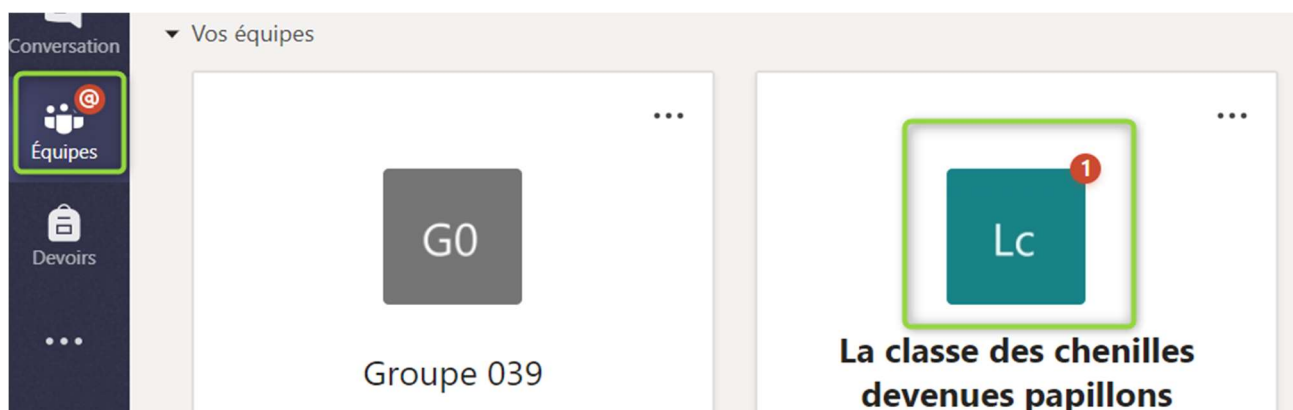 Conversation
Vos équipes
@
Équipes
Devoirs
...
...
G0
Groupe 039
...
1
Lc
La classe des chenilles
devenues papillons